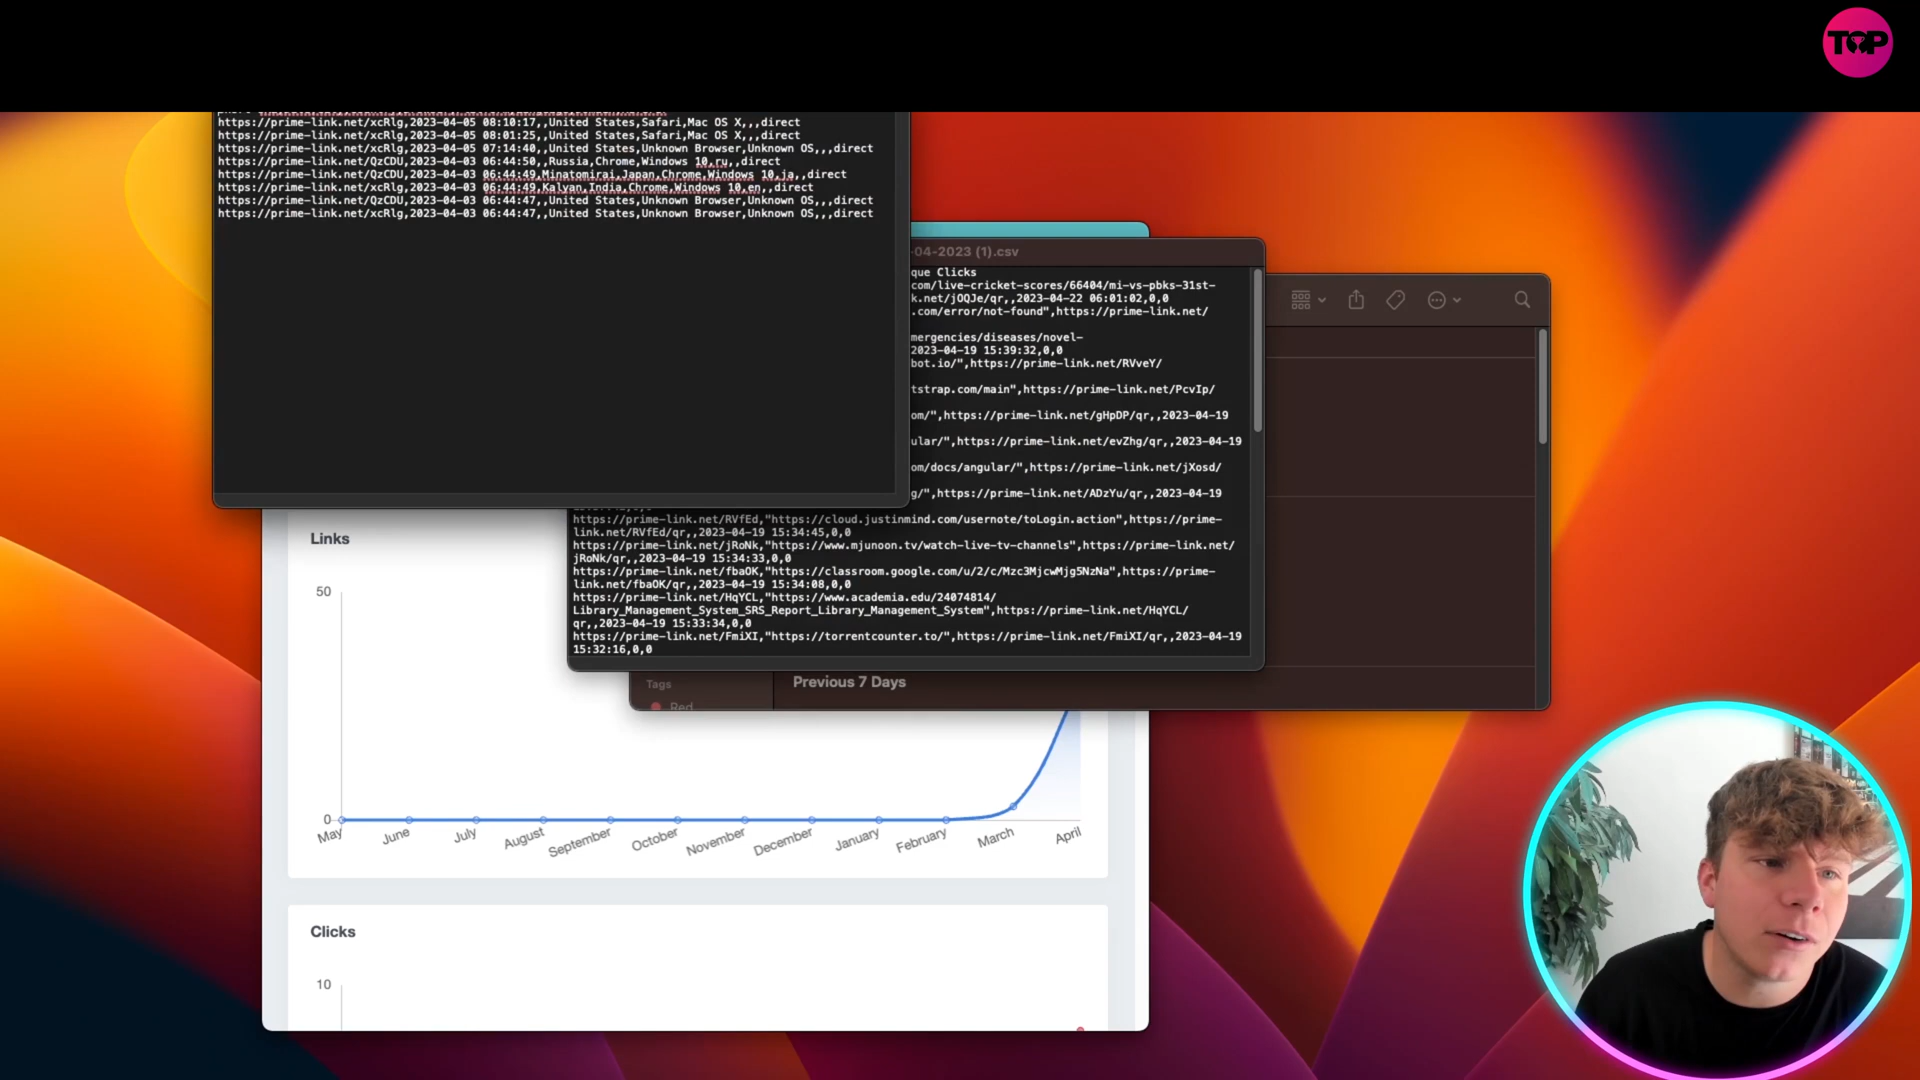 TOP
https://prime-link.net/xcRlg,2023-04-05 08:10:17,,United States,Safari,Mac OS X,,,direct
https://prime-link.net/xcRlg,2023-04-05 08:01:25,,United States,Safari,Mac OS X,,,direct
https://prime-link.net/xcRlg,2023-04-05 07:14:40,,United States,Unknown Browser,Unknown OS,,,direct
https://prime-link.net/QzCDU,2023-04-03 06:44:50,,Russia,Chrome,Windows 10,ru,,direct
https://prime-link.net/QzCDU,2023-04-03 06:44:49,Minatomirai,Japan,Chrome,Windows 10,ja,,direct
https://prime-link.net/xcRlg,2023-04-03 06:44:49,Kalyan,India,Chrome,Windows 10,en,,direct
https://prime-link.net/QzCDU,2023-04-03 06:44:47,,United States,Unknown Browser,Unknown OS,,,direct
https://prime-link.net/xcRlg,2023-04-03 06:44:47,,United States,Unknown Browser,Unknown OS,,,direct
-04-2023 (1).csv
que Clicks
com/live-cricket-scores/66404/mi-vs-pbks-31st-
k.net/jOQJe/qr,,2023-04-22 06:01:02,0,0
.com/error/not-found",https://prime-link.net/
mergencies/diseases/novel-
2023-04-19 15:39:32,0,0
bot.io/",https://prime-link.net/RVveY/
tstrap.com/main",https://prime-link.net/PcvIp/
om/",https://prime-link.net/gHpDP/qr,,2023-04-19
ular/",https://prime-link.net/evZhg/qr,,2023-04-19
om/docs/angular/",https://prime-link.net/jXosd/
g/",https://prime-link.net/ADzYu/qr,,2023-04-19
https://prime-link.net/RVfEd,"https://cloud.justinmind.com/usernote/toLogin.action",https://prime-
link.net/RVfEd/qr,,2023-04-19 15:34:45,0,0
https://prime-link.net/jRoNk,"https://www.mjunoon.tv/watch-live-tv-channels",https://prime-link.net/
jRoNk/qr,,2023-04-19 15:34:33,0,0
https://prime-link.net/fbaOK,"https://classroom.google.com/u/2/c/Mzc3MjcwMjg5NzNa",https://prime-
link.net/fbaOK/qr,,2023-04-19 15:34:08,0,0
https://prime-link.net/HqYCL,"https://www.academia.edu/24074814/
Library_Management_System_SRS_Report_Library_Management_System",https://prime-link.net/HqYCL/
qr,,2023-04-19 15:33:34,0,0
https://prime-link.net/FmiXI,"https://torrentcounter.to/",https://prime-link.net/FmiXI/qr,,2023-04-19
15:32:16,0,0
Tags
Red
Previous 7 Days
Links
50
0
May
June
July
August
September
October
November
December
January
February
March
April
Clicks
10